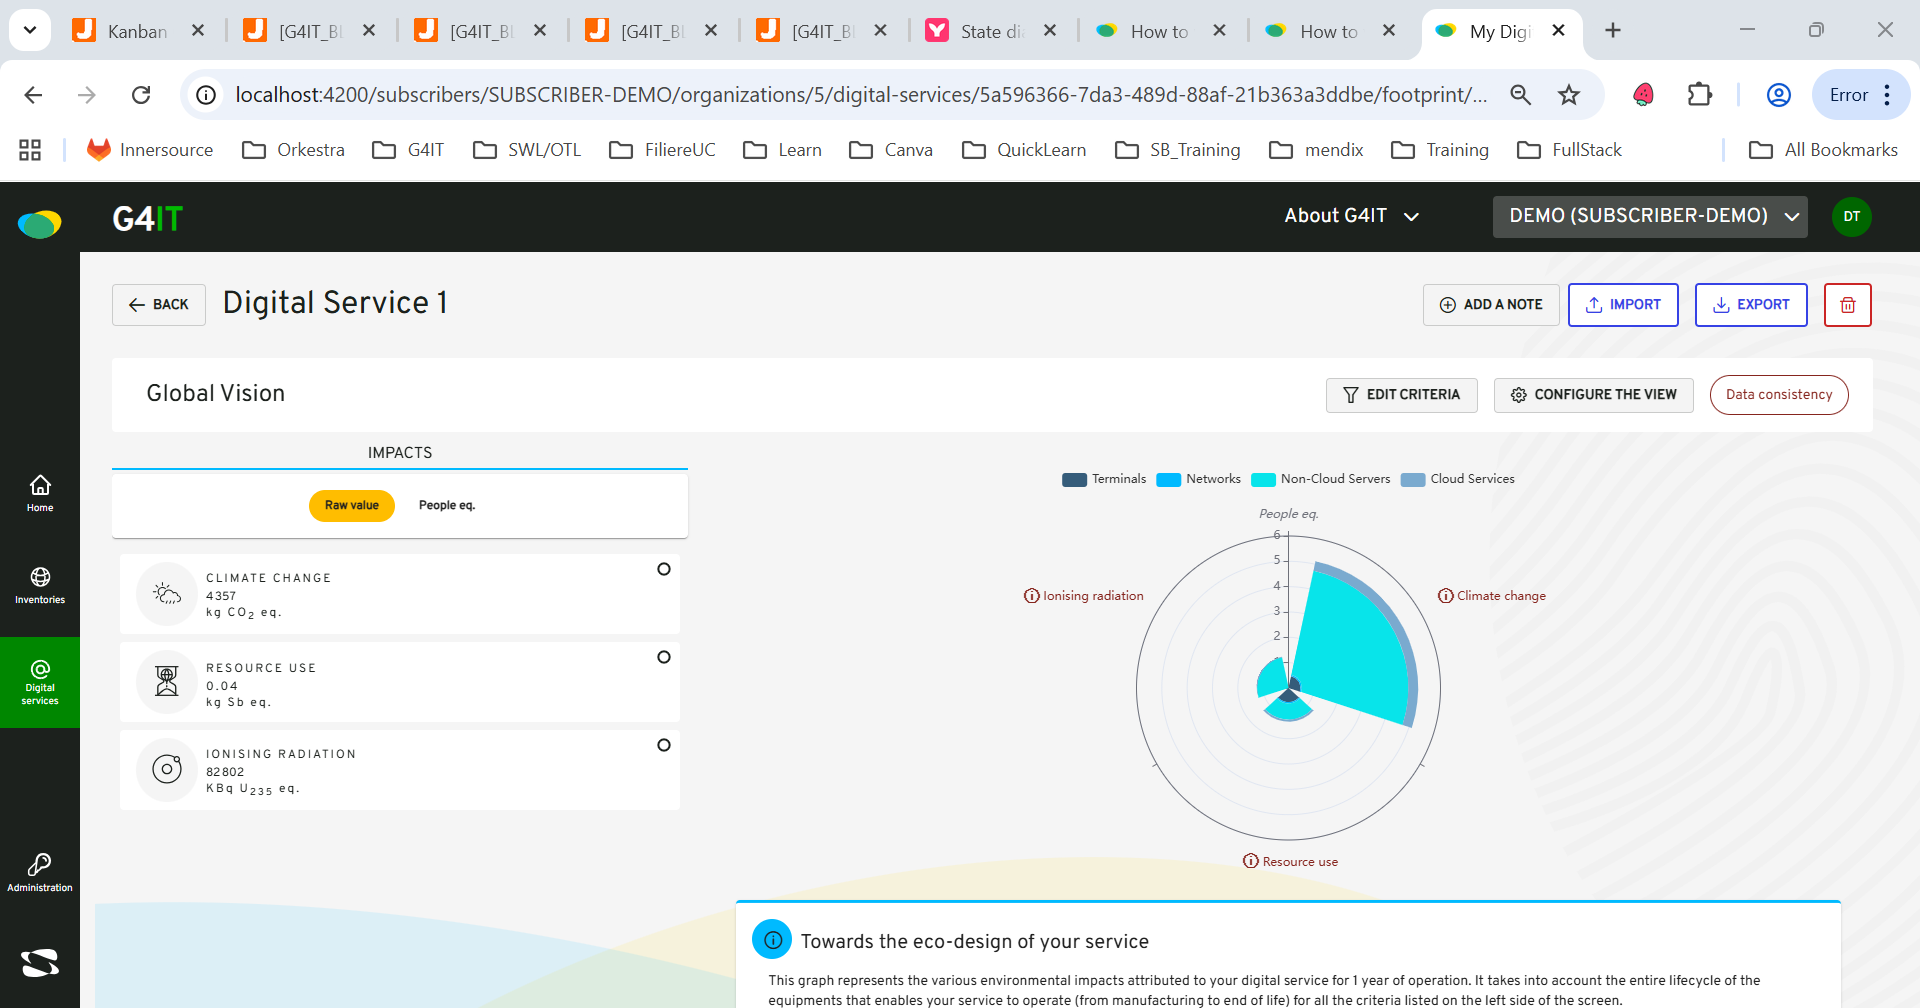 Kanban
[G4IT_BL
[G4IT_BL
[G4IT_BL
[G4IT_BL
State dia
How to
How to
My Digi
localhost:4200/subscribers/SUBSCRIBER-DEMO/organizations/5/digital-services/5a596366-7da3-489d-88af-21b363a3ddbe/footprint/...
Error
Innersource
Orkestra
G4IT
SWL/OTL
FiliereUC
Learn
Canva
QuickLearn
SB_Training
mendix
Training
FullStack
All Bookmarks
G4IT
About G4IT
DEMO (SUBSCRIBER-DEMO)
DT
BACK
Digital Service 1
ADD A NOTE
IMPORT
EXPORT
Global Vision
EDIT CRITERIA
CONFIGURE THE VIEW
Data consistency
IMPACTS
Raw value
People eq.
CLIMATE CHANGE
4357
kg CO2 eq.
RESOURCE USE
0.04
kg Sb eq.
IONISING RADIATION
82802
KBq U235 eq.
Home
Inventories
Digital
services
Administration
Terminals
Networks
Non-Cloud Servers
Cloud Services
People eq.
6
5
4
3
2
Ionising radiation
Climate change
Resource use
Towards the eco-design of your service
This graph represents the various environmental impacts attributed to your digital service for 1 year of operation. It takes into account the entire lifecycle of the
equipments that enables your service to operate (from manufacturing to end of life) for all the criteria listed on the left side of the screen.